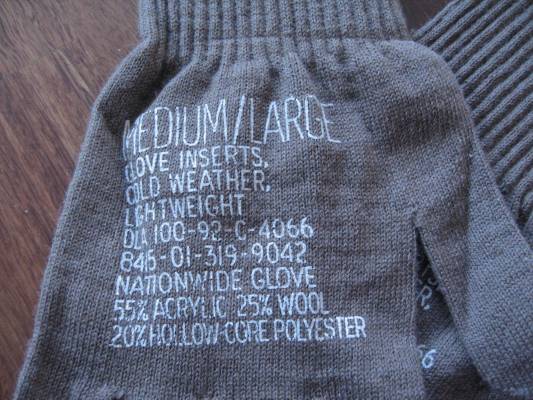 MEDIUM/LARGE
GLOVE INSERTS,
COLD WEATHER,
LIGHTWEIGHT
DLA 100-92-C-4066
845-01-319-9042
NATIONWIDE GLOVE
55% ACRYLIC 25% WOOL
20% HOLLOW-CORE POLYESTER